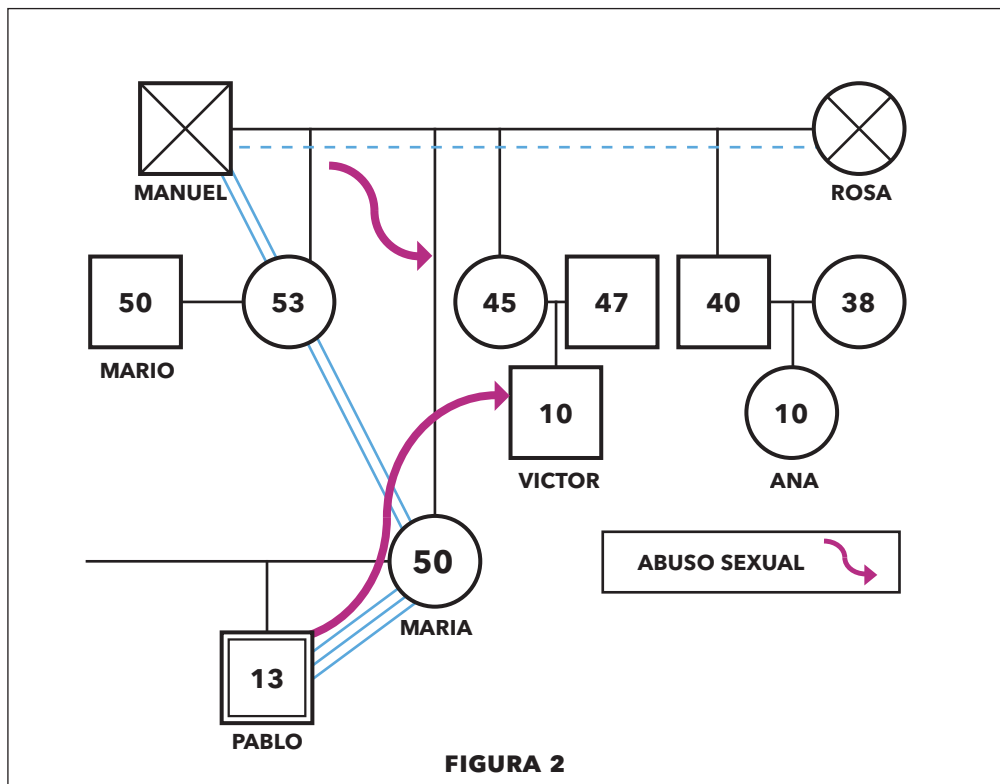 MANUEL
ROSA
50
53
45
47
40
38
MARIO
10
10
VICTOR
ANA
50
ABUSO SEXUAL
MARIA
13
PABLO
FIGURA 2